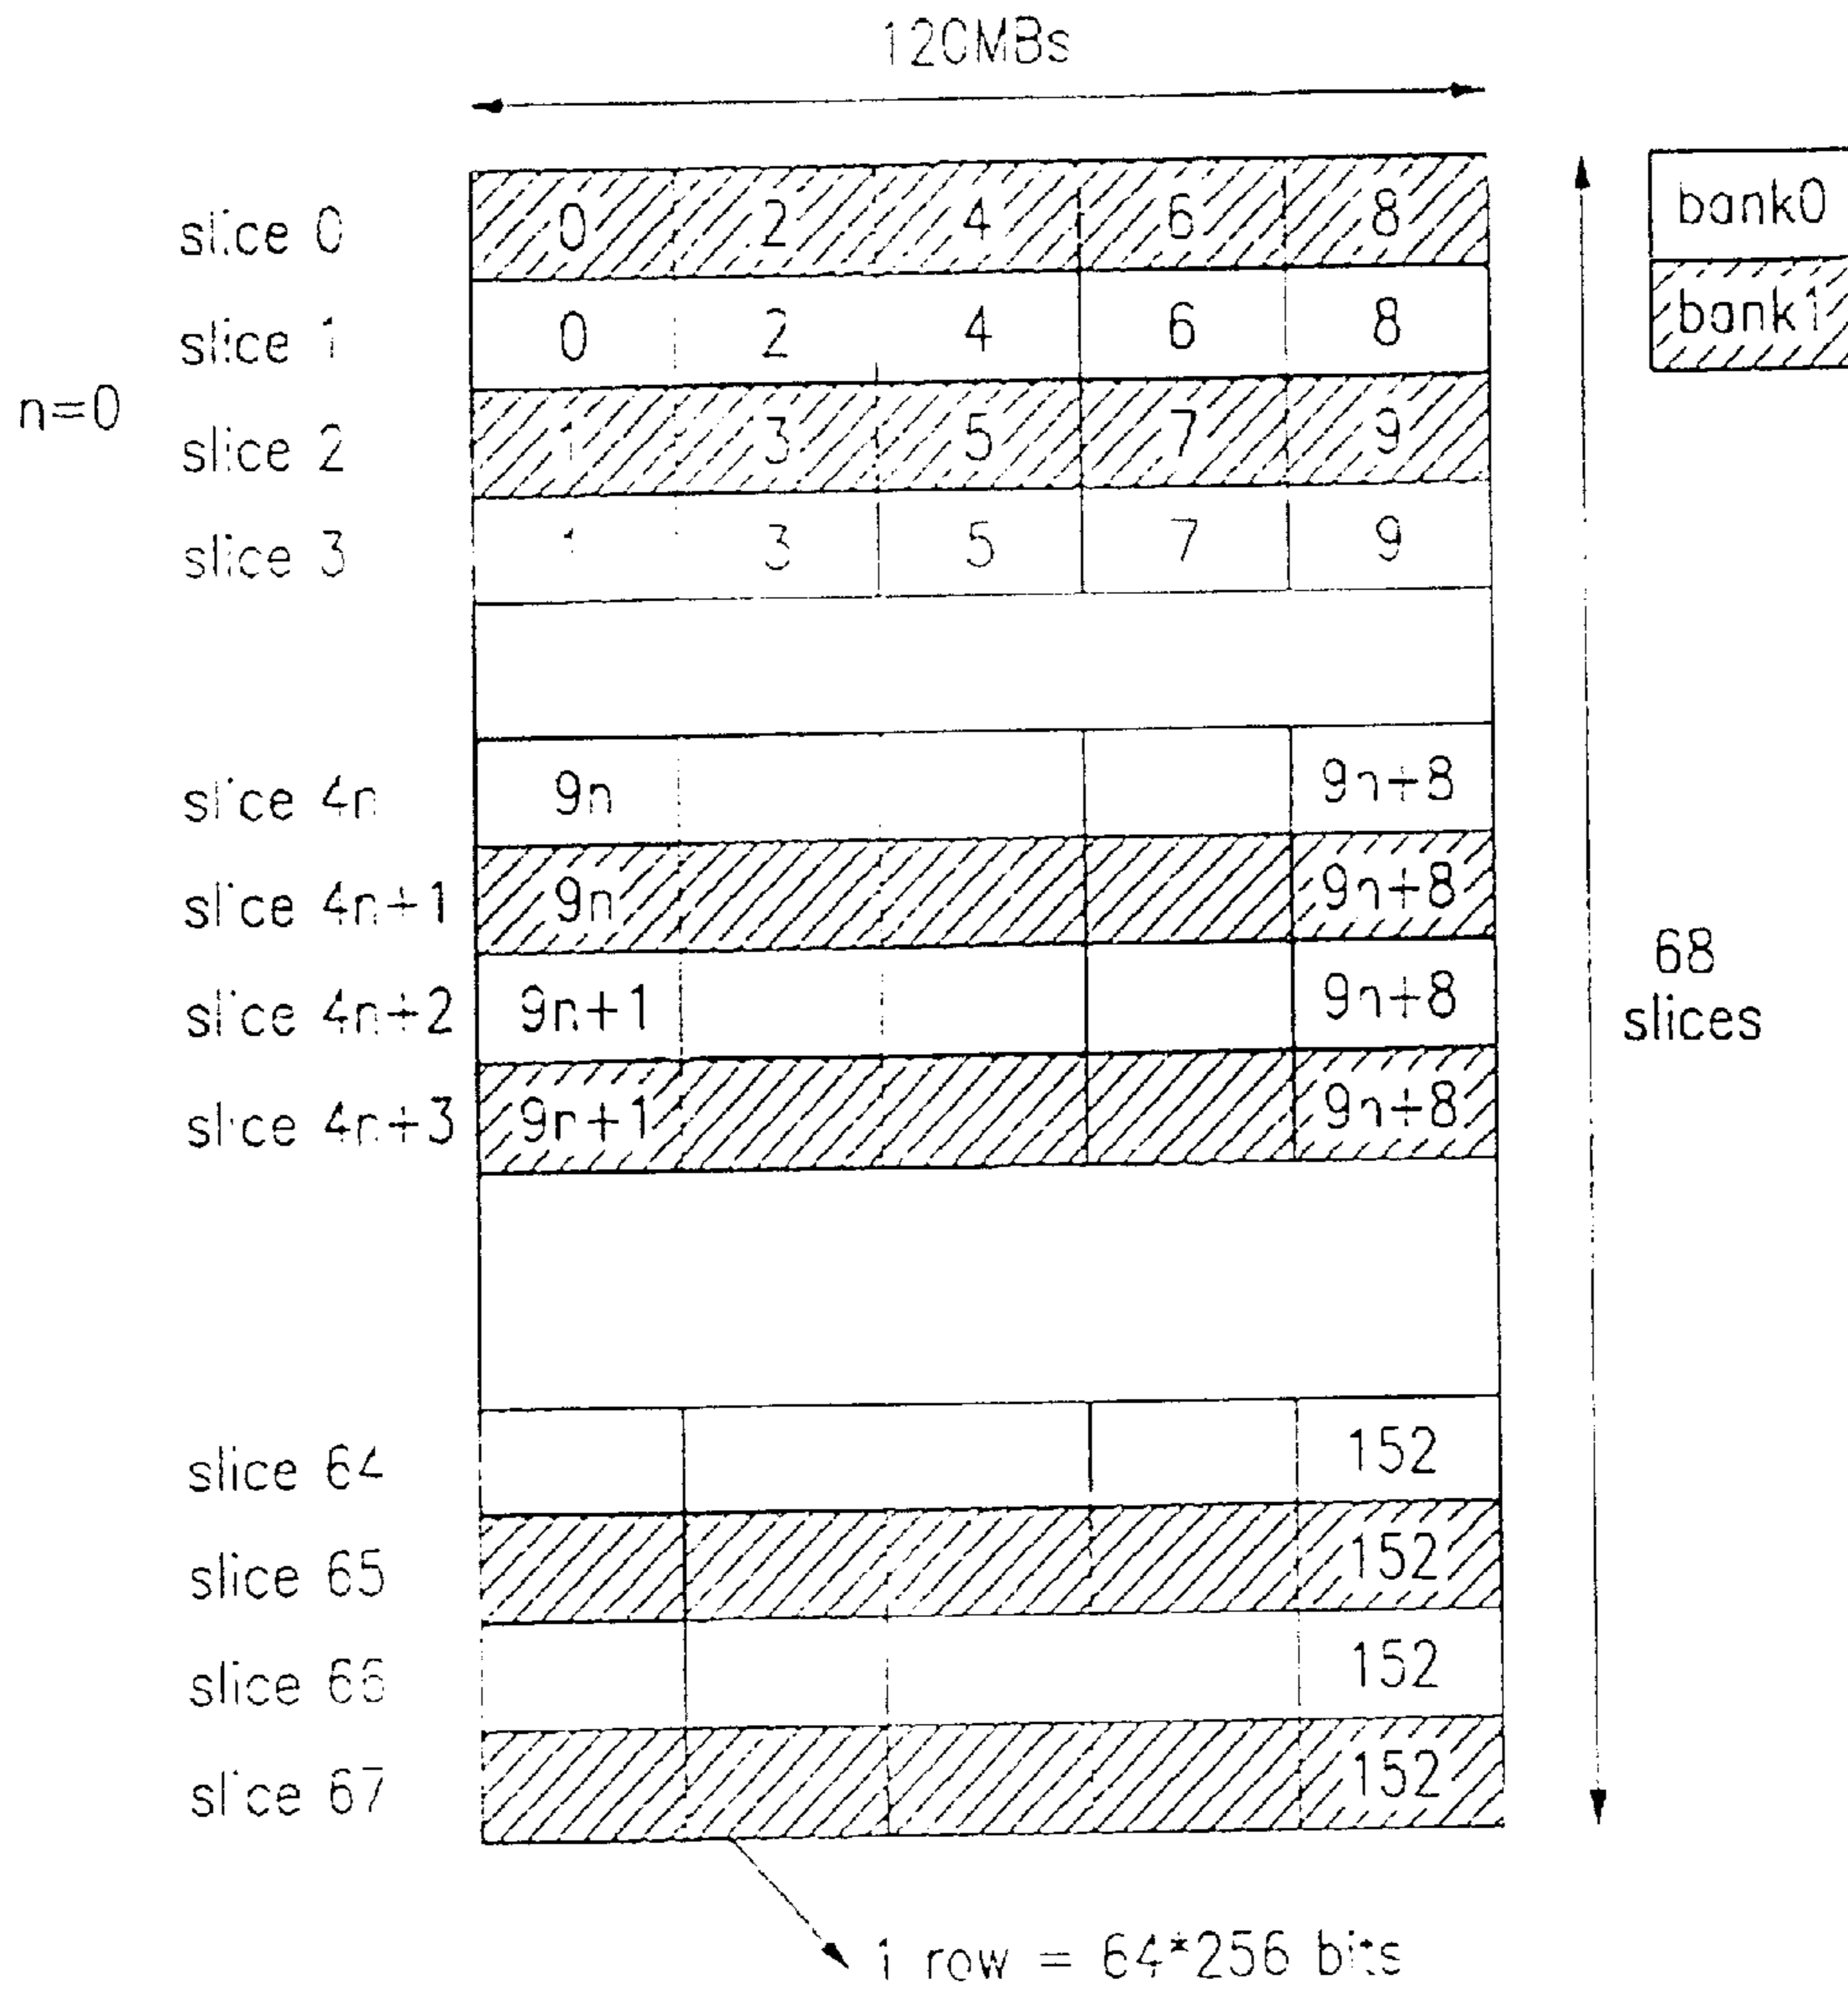 120MBs
bank0
bank1
slice 0 0 2 4 6 8
slice 1 0 2 4 6 8
n=0
slice 2 1 3 5 7 9
slice 3 1 3 5 7 9
slice 4n 9n 9n+8
slice 4n+1 9n 9n+8
slice 4n+2 9n+1 9n+8
slice 4n+3 9n+1 9n+8
68
slices
slice 64 152
slice 65 152
slice 66 152
slice 67 152
1 row = 64*256 bits